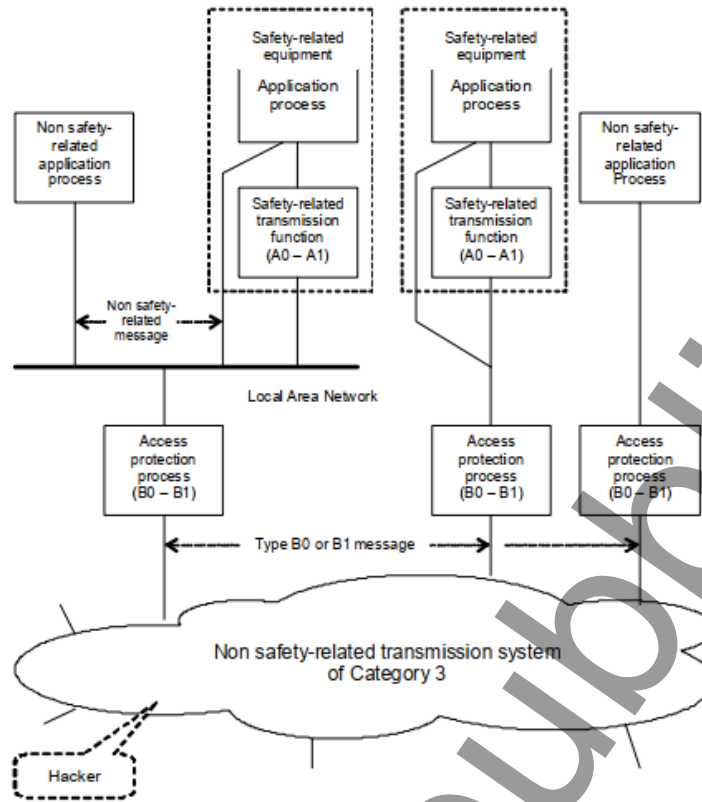 Safety-related
equipment
Application
process
Safety-related
transmission
function
(A0 – A1)
Safety-related
equipment
Application
process
Safety-related
transmission
function
(A0 – A1)
Non safety-
related
application
process
Non safety-
related
application
Process
Non safety-
related
message
Local Area Network
Access
protection
process
(B0 – B1)
Access
protection
process
(B0 – B1)
Access
protection
process
(B0 – B1)
Type B0 or B1 message
Non safety-related transmission system
of Category 3
Hacker